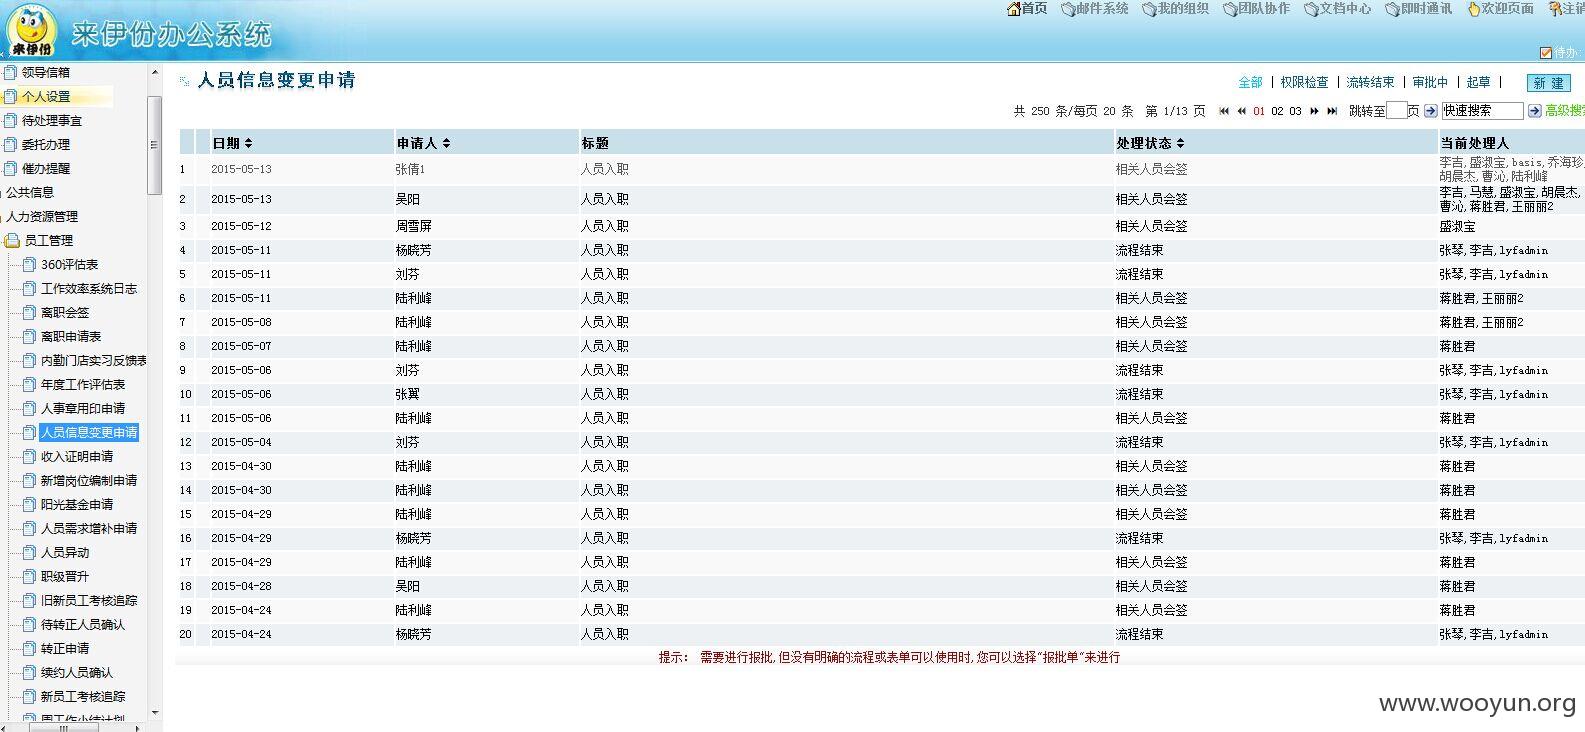 首页 邮件系统 我的组织 团队协作 文档中心 即时通讯 欢迎页面 注销
来伊份 来伊份办公系统
待办
领导信箱
个人设置
待处理事宜
委托办理
催办提醒
公共信息
人力资源管理
员工管理
360评估表
工作效率系统日志
离职会签
离职申请表
内勤门店实习反馈表
年度工作评估表
人事章用印申请
人员信息变更申请
收入证明申请
新增岗位编制申请
阳光基金申请
人员需求增补申请
人员异动
职级晋升
旧新员工考核追踪
待转正人员确认
转正申请
续约人员确认
新员工考核追踪
周工作小结计划
人员信息变更申请
全部 | 权限检查 | 流转结束 | 审批中 | 起草 | 新 建
共 250 条/每页 20 条 第 1/13 页 01 02 03 跳转至 页 快速搜索 高级搜索
日期 申请人 标题 处理状态 当前处理人
1 2015-05-13 张倩1 人员入职 相关人员会签 李吉,盛淑宝,basis,乔海珍,
胡晨杰,曹沁,陆利峰
2 2015-05-13 吴阳 人员入职 相关人员会签 李吉,马慧,盛淑宝,胡晨杰,
曹沁,蒋胜君,王丽丽2
3 2015-05-12 周雪屏 人员入职 相关人员会签 盛淑宝
4 2015-05-11 杨晓芳 人员入职 流程结束 张琴,李吉,lyfadmin
5 2015-05-11 刘芬 人员入职 流程结束 张琴,李吉,lyfadmin
6 2015-05-11 陆利峰 人员入职 相关人员会签 蒋胜君,王丽丽2
7 2015-05-08 陆利峰 人员入职 相关人员会签 蒋胜君,王丽丽2
8 2015-05-07 陆利峰 人员入职 相关人员会签 蒋胜君
9 2015-05-06 刘芬 人员入职 流程结束 张琴,李吉,lyfadmin
10 2015-05-06 张翼 人员入职 流程结束 张琴,李吉,lyfadmin
11 2015-05-06 陆利峰 人员入职 相关人员会签 蒋胜君
12 2015-05-04 刘芬 人员入职 流程结束 张琴,李吉,lyfadmin
13 2015-04-30 陆利峰 人员入职 相关人员会签 蒋胜君
14 2015-04-30 陆利峰 人员入职 相关人员会签 蒋胜君
15 2015-04-29 陆利峰 人员入职 相关人员会签 蒋胜君
16 2015-04-29 杨晓芳 人员入职 流程结束 张琴,李吉,lyfadmin
17 2015-04-29 陆利峰 人员入职 相关人员会签 蒋胜君
18 2015-04-28 吴阳 人员入职 相关人员会签 蒋胜君
19 2015-04-24 陆利峰 人员入职 相关人员会签 蒋胜君
20 2015-04-24 杨晓芳 人员入职 流程结束 张琴,李吉,lyfadmin
提示： 需要进行报批,但没有明确的流程或表单可以使用时,您可以选择“报批单”来进行
www.wooyun.org